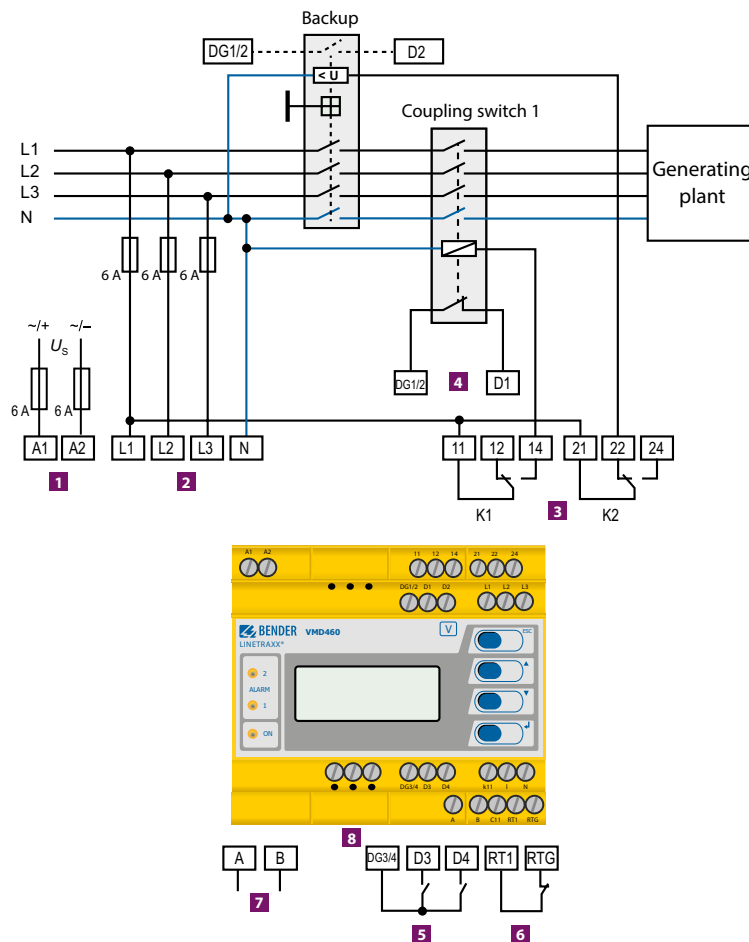 Backup
DG1/2
D2
< U
Coupling switch 1
L1
L2
L3
N
Generating
plant
6 A
6 A
6 A
~/+
~/–
US
6 A
6 A
DG1/2
4
D1
A1
A2
L1
L2
L3
N
11
12
14
21
22
24
1
2
3
K1
K2
A1
A2
11
12
14
21
22
24
DG1/2
D1
D2
L1
L2
L3
BENDER
VMD460
LINETRAXX®
V
ESC
2
ALARM
1
ON
DG3/4
D3
D4
k11
I
N
A
B
C11
RT1
RTG
8
A
B
DG3/4
D3
D4
RT1
RTG
7
5
6